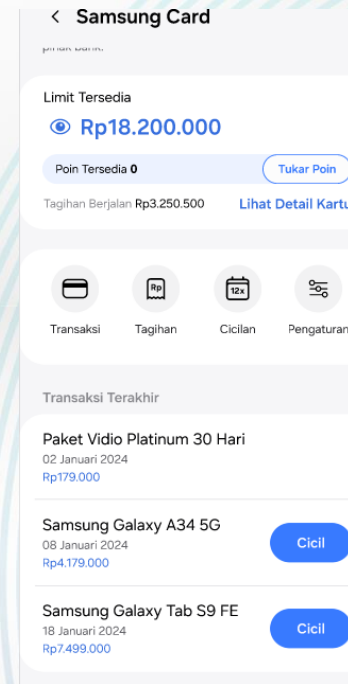 Samsung Card
Limit Tersedia
Rp18.200.000
Poin Tersedia 0 Tukar Poin
Tagihan Berjalan Rp3.250.500 Lihat Detail Kartu
Rp 12x
Transaksi Tagihan Cicilan Pengaturan
Transaksi Terakhir
Paket Vidio Platinum 30 Hari
02 Januari 2024
Rp179.000
Samsung Galaxy A34 5G
08 Januari 2024
Rp4.179.000
Cicil
Samsung Galaxy Tab S9 FE
18 Januari 2024
Rp7.499.000
Cicil